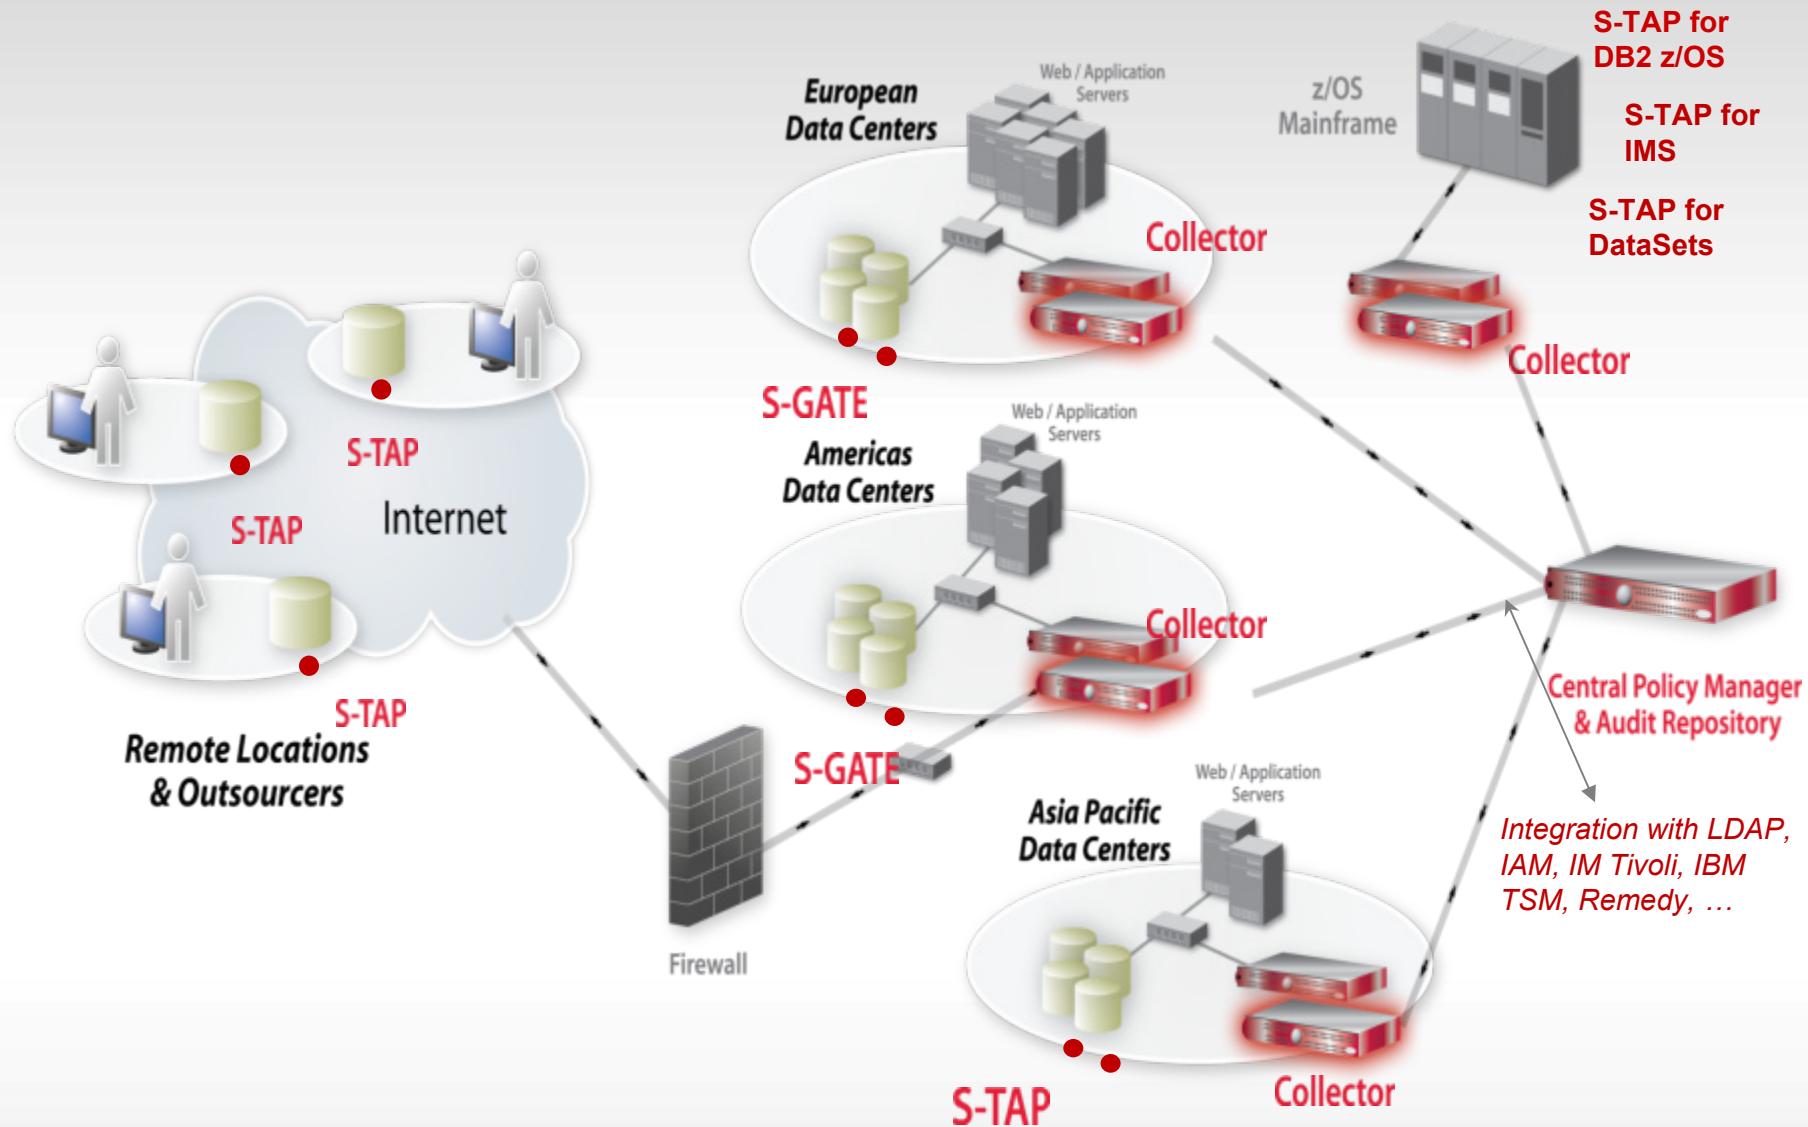 S-TAP for
DB2 z/OS
S-TAP for
IMS
S-TAP for
DataSets
z/OS
Mainframe
Collector
European
Data Centers
Web / Application
Servers
Collector
S-GATE
Americas
Data Centers
Web / Application
Servers
Collector
S-GATE
S-TAP
S-TAP
Internet
S-TAP
Remote Locations
& Outsourcers
Firewall
Asia Pacific
Data Centers
Web / Application
Servers
Collector
S-TAP
Central Policy Manager
& Audit Repository
Integration with LDAP,
IAM, IM Tivoli, IBM
TSM, Remedy, …